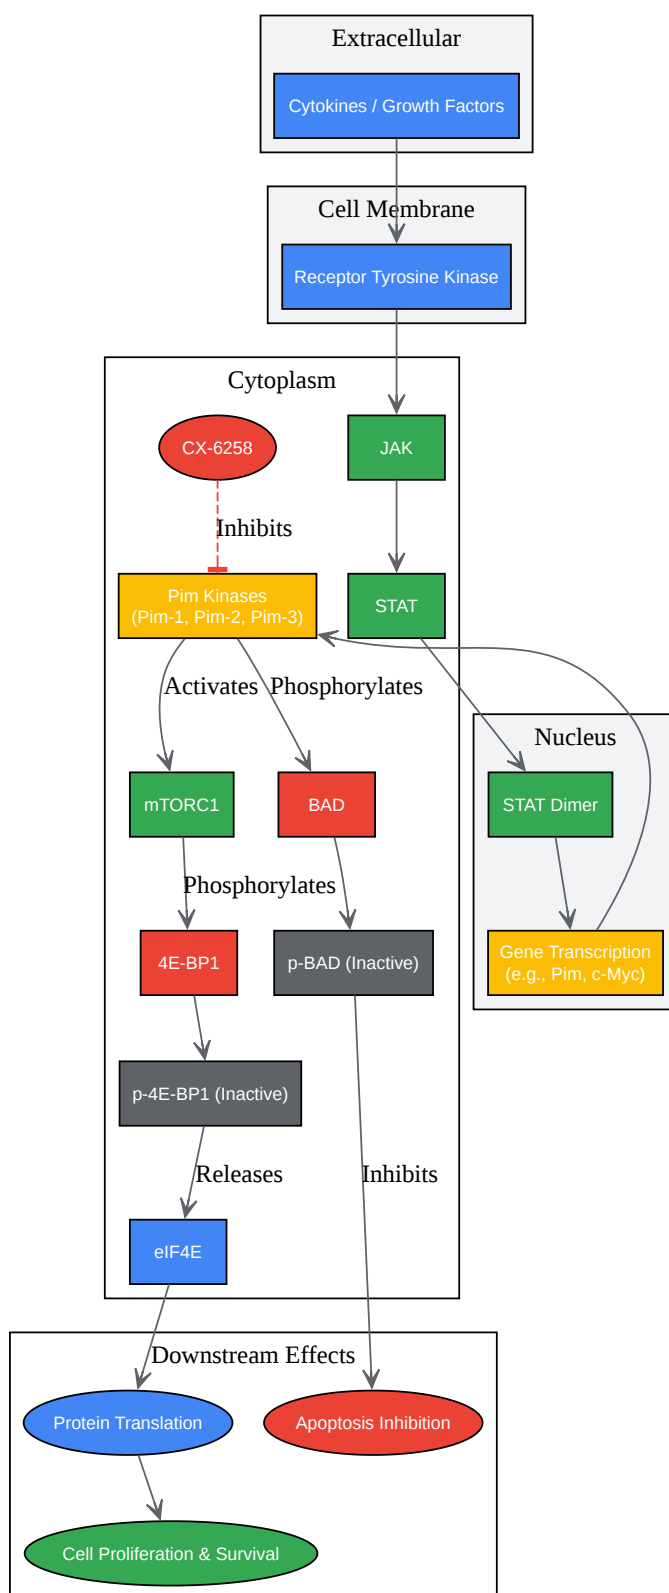 Extracellular
Cytokines / Growth Factors
Cell Membrane
Receptor Tyrosine Kinase
Cytoplasm
CX-6258
JAK
Inhibits
Pim Kinases
(Pim-1, Pim-2, Pim-3)
STAT
Activates
Phosphorylates
Nucleus
mTORC1
BAD
STAT Dimer
Phosphorylates
4E-BP1
p-BAD (Inactive)
Gene Transcription
(e.g., Pim, c-Myc)
p-4E-BP1 (Inactive)
Releases
Inhibits
eIF4E
Downstream Effects
Protein Translation
Apoptosis Inhibition
Cell Proliferation & Survival